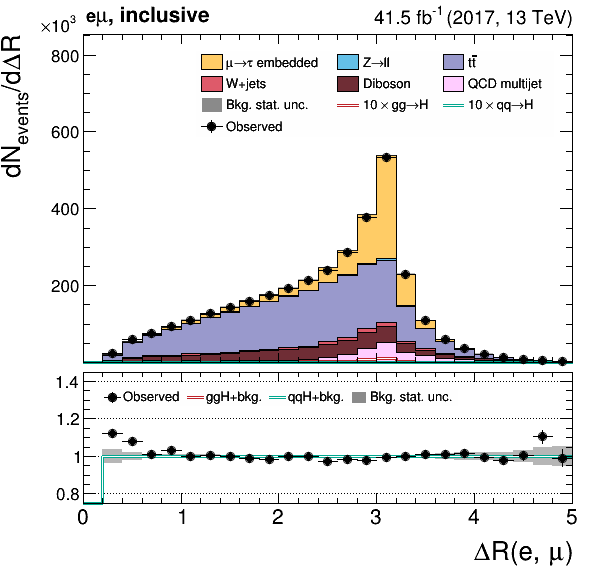 ×10³ eμ, inclusive 41.5 fb⁻¹ (2017, 13 TeV)
dN_events/dΔR
μ→τ embedded Z→ll tt̄
W+jets Diboson QCD multijet
Bkg. stat. unc. 10 × gg→H 10 × qq→H
Observed
800
600
400
200
1.4
Observed ggH+bkg. qqH+bkg. Bkg. stat. unc.
1.2
1
0.8
0 1 2 3 4 5
ΔR(e, μ)